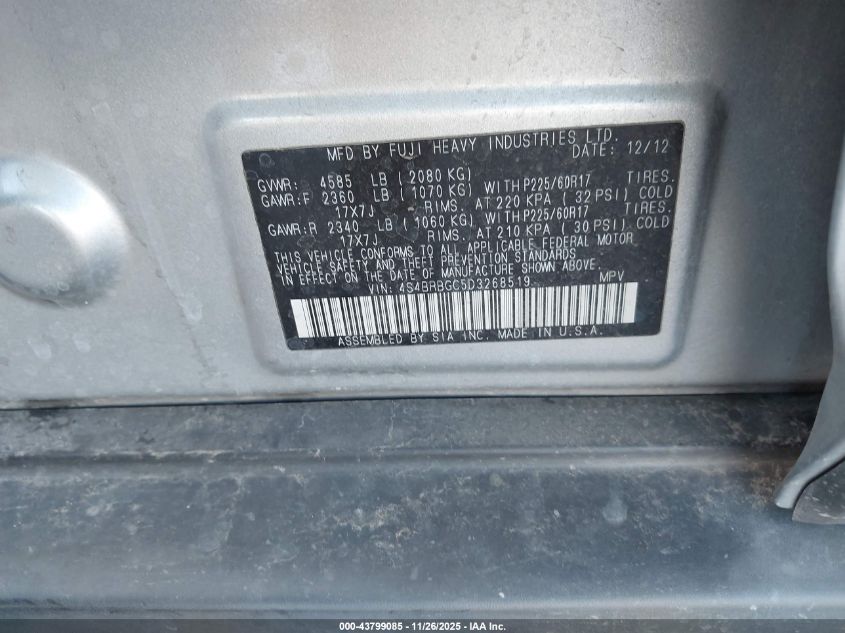 MFD BY FUJI HEAVY INDUSTRIES LTD.
DATE: 12/12
GVWR: 4585 LB (2080 KG)
GAWR:F 2360 LB (1070 KG) WITH P225/60R17 TIRES.
17X7J RIMS. AT 220 KPA (32 PSI) COLD
GAWR:R 2340 LB (1060 KG) WITH P225/60R17 TIRES.
17X7J RIMS. AT 210 KPA (30 PSI) COLD
THIS VEHICLE CONFORMS TO ALL APPLICABLE FEDERAL MOTOR
VEHICLE SAFETY AND THEFT PREVENTION STANDARDS
IN EFFECT ON THE DATE OF MANUFACTURE SHOWN ABOVE.
VIN: 4S4BRBGC5D3268519 MPV
ASSEMBLED BY SIA INC. MADE IN U.S.A.
000-43799085 - 11/26/2025 - IAA Inc.